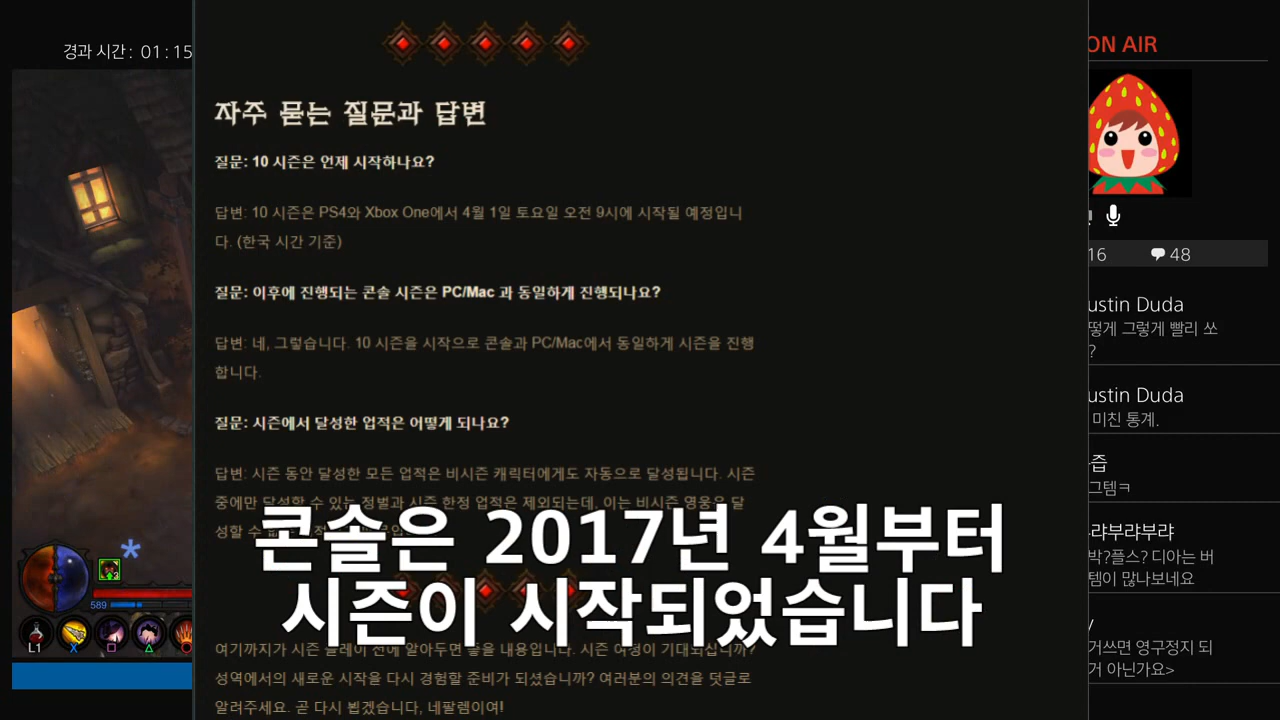 경과 시간 : 01 : 15
자주 묻는 질문과 답변
질문: 10 시즌은 언제 시작하나요?
답변: 10 시즌은 PS4와 Xbox One에서 4월 1일 토요일 오전 9시에 시작될 예정입니
다. (한국 시간 기준)
질문: 이후에 진행되는 콘솔 시즌은 PC/Mac 과 동일하게 진행되나요?
답변: 네, 그렇습니다. 10 시즌을 시작으로 콘솔과 PC/Mac에서 동일하게 시즌을 진행
합니다.
질문: 시즌에서 달성한 업적은 어떻게 되나요?
답변: 시즌 동안 달성한 모든 업적은 비시즌 캐릭터에게도 자동으로 달성됩니다. 시즌
중에만 달성할 수 있는 정벌과 시즌 한정 업적은 제외되는데, 이는 비시즌 영웅은 달
성할 수
콘솔은 2017년 4월부터
시즌이 시작되었습니다
여기까지가 시즌 플레이 전에 알아두면 좋을 내용입니다. 시즌 여정이 기대되십니까?
성역에서의 새로운 시작을 다시 경험할 준비가 되셨습니까? 여러분의 의견을 덧글로
알려주세요. 곧 다시 뵙겠습니다, 네팔렘이여!
589
L1 X
ON AIR
16 48
ustin Duda
떻게 그렇게 빨리 쏘
?
ustin Duda
미친 통계.
즙
그템ㅋ
부랴부랴
박?플스? 디아는 버
템이 많나보네요
거쓰면 영구정지 되
거 아닌가요>